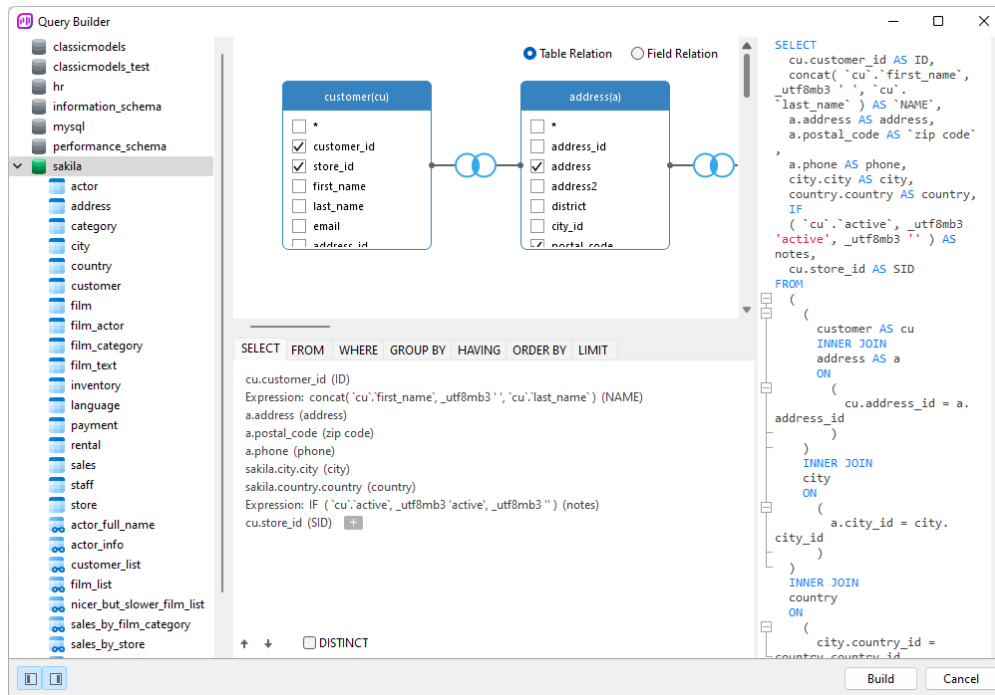 Query Builder
classicmodels
classicmodels_test
hr
information_schema
mysql
performance_schema
sakila
actor
address
category
city
country
customer
film
film_actor
film_category
film_text
inventory
language
payment
rental
sales
staff
store
actor_full_name
actor_info
customer_list
film_list
nicer_but_slower_film_list
sales_by_film_category
sales_by_store
Table Relation
Field Relation
customer(cu)
*
customer_id
store_id
first_name
last_name
email
address_id
address(a)
*
address_id
address
address2
district
city_id
postal_code
SELECT FROM WHERE GROUP BY HAVING ORDER BY LIMIT
cu.customer_id (ID)
Expression: concat( `cu`.`first_name`, _utf8mb3 ' ', `cu`.`last_name` ) (NAME)
a.address (address)
a.postal_code (zip code)
a.phone (phone)
sakila.city.city (city)
sakila.country.country (country)
Expression: IF ( `cu`.`active`, _utf8mb3 'active', _utf8mb3 '' ) (notes)
cu.store_id (SID) +
DISTINCT
SELECT
cu.customer_id AS ID,
concat( `cu`.`first_name`,
_utf8mb3 ' ', `cu`.
`last_name` ) AS `NAME`,
a.address AS address,
a.postal_code AS `zip code`
,
a.phone AS phone,
city.city AS city,
country.country AS country,
IF
( `cu`.`active`, _utf8mb3
'active', _utf8mb3 '' ) AS
notes,
cu.store_id AS SID
FROM
(
(
customer AS cu
INNER JOIN
address AS a
ON
(
cu.address_id = a.
address_id
)
)
INNER JOIN
city
ON
(
a.city_id = city.
city_id
)
)
INNER JOIN
country
ON
(
city.country_id =
country.country_id
Build
Cancel